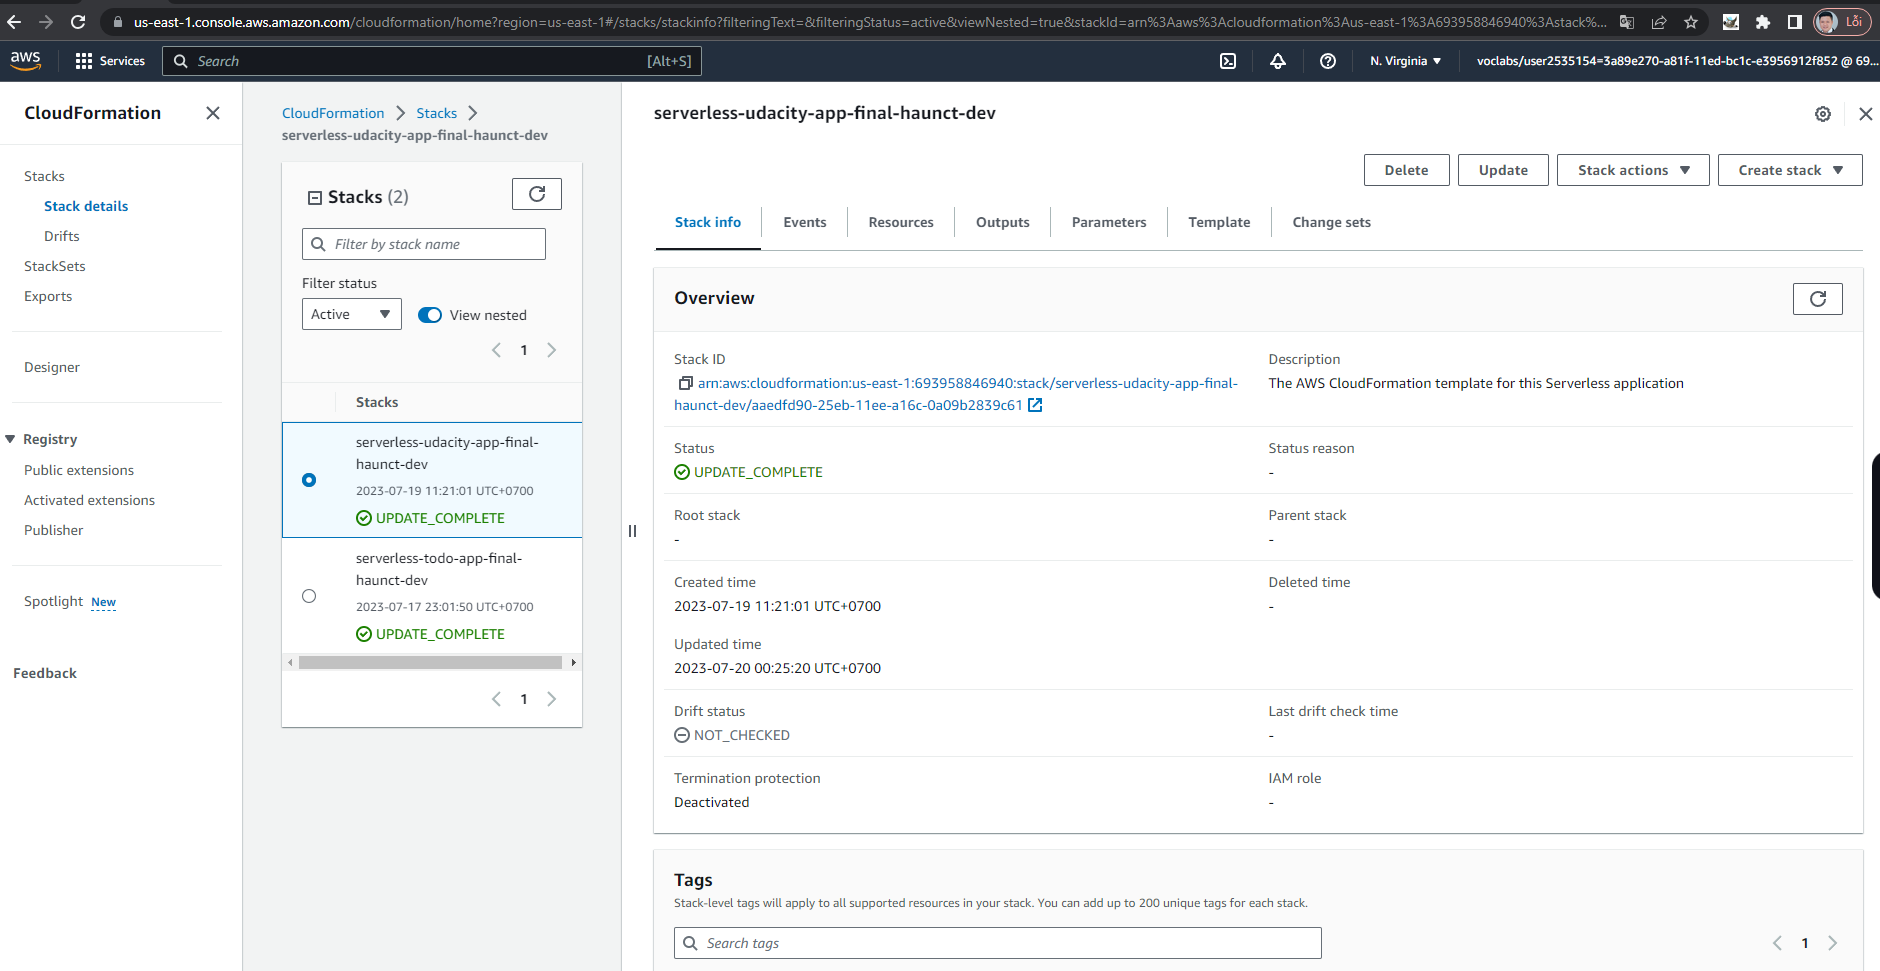 us-east-1.console.aws.amazon.com/cloudformation/home?region=us-east-1#/stacks/stackinfo?filteringText=&filteringStatus=active&viewNested=true&stackId=arn%3Aaws%3Acloudformation%3Aus-east-1%3A693958846940%3Astack%...
Lỗi
aws
Services
Search
[Alt+S]
N. Virginia
voclabs/user2535154=3a89e270-a81f-11ed-bc1c-e3956912f852 @ 69...
CloudFormation
Stacks
Stack details
Drifts
StackSets
Exports
Designer
Registry
Public extensions
Activated extensions
Publisher
Spotlight New
Feedback
CloudFormation
Stacks
serverless-udacity-app-final-haunct-dev
Stacks (2)
Filter by stack name
Filter status
Active
View nested
1
Stacks
serverless-udacity-app-final-
haunct-dev
2023-07-19 11:21:01 UTC+0700
UPDATE_COMPLETE
serverless-todo-app-final-
haunct-dev
2023-07-17 23:01:50 UTC+0700
UPDATE_COMPLETE
1
serverless-udacity-app-final-haunct-dev
Delete
Update
Stack actions
Create stack
Stack info
Events
Resources
Outputs
Parameters
Template
Change sets
Overview
Stack ID
arn:aws:cloudformation:us-east-1:693958846940:stack/serverless-udacity-app-final-
haunct-dev/aaedfd90-25eb-11ee-a16c-0a09b2839c61
Description
The AWS CloudFormation template for this Serverless application
Status
UPDATE_COMPLETE
Status reason
-
Root stack
-
Parent stack
-
Created time
2023-07-19 11:21:01 UTC+0700
Deleted time
-
Updated time
2023-07-20 00:25:20 UTC+0700
Drift status
NOT_CHECKED
Last drift check time
-
Termination protection
Deactivated
IAM role
-
Tags
Stack-level tags will apply to all supported resources in your stack. You can add up to 200 unique tags for each stack.
Search tags
1